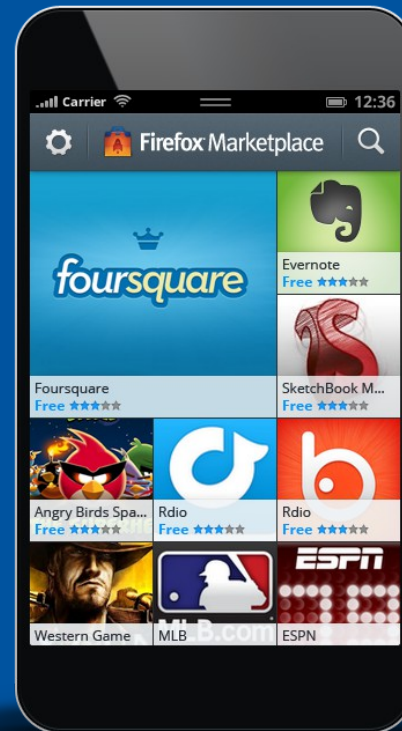 Carrier
12:36
Firefox Marketplace
foursquare
Foursquare
Free
Evernote
Free
SketchBook M...
Free
Angry Birds Spa...
Free
Rdio
Free
b
Rdio
Free
Western Game
MLB.com
MLB
ESPN
ESPN